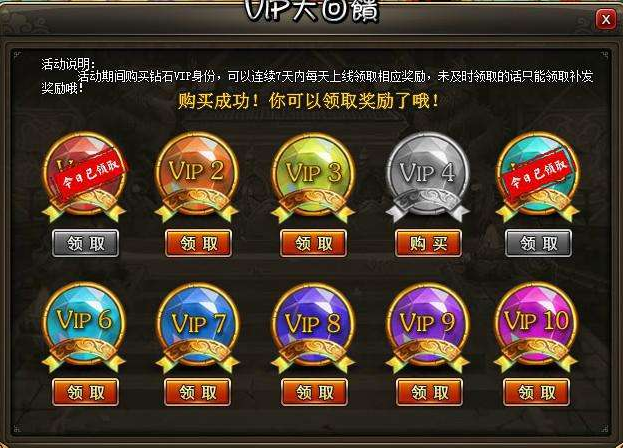 VIP大回饋
X
活动说明:
活动期间购买钻石VIP身份，可以连续7天内每天上线领取相应奖励，未及时领取的话只能领取补发
奖励哦!
购买成功！你可以领取奖励了哦！
今日已领取
VIP 2
VIP 3
VIP 4
今日已领取
领取
领取
领取
购买
领取
VIP 6
VIP 7
VIP 8
VIP 9
VIP 10
领取
领取
领取
领取
领取